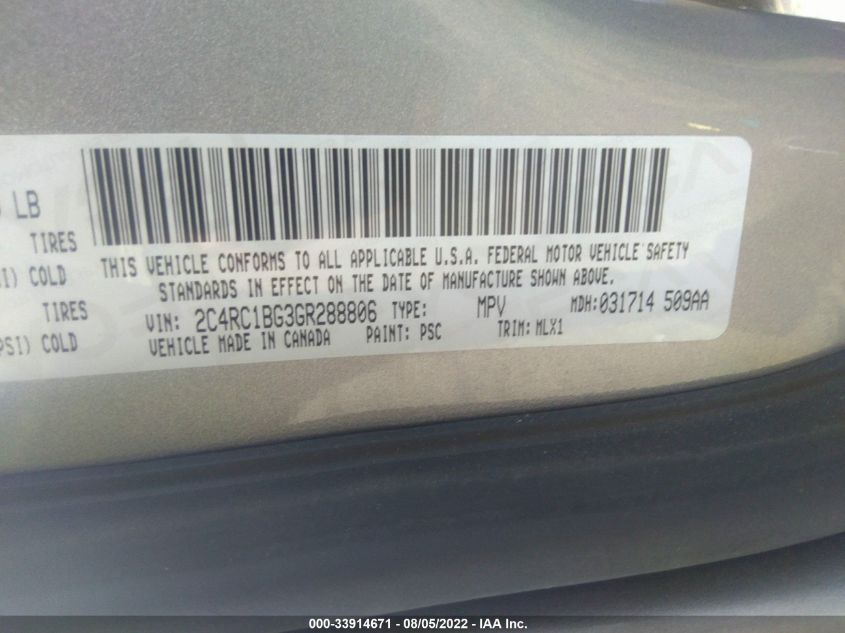 LB
TIRES
COLD
TIRES
PSI) COLD
THIS VEHICLE CONFORMS TO ALL APPLICABLE U.S.A. FEDERAL MOTOR VEHICLE SAFETY
STANDARDS IN EFFECT ON THE DATE OF MANUFACTURE SHOWN ABOVE.
VIN: 2C4RC1BG3GR288806 TYPE: MPV MDH:031714 509AA
VEHICLE MADE IN CANADA PAINT: PSC TRIM: MLX1
000-33914671 - 08/05/2022 - IAA Inc.